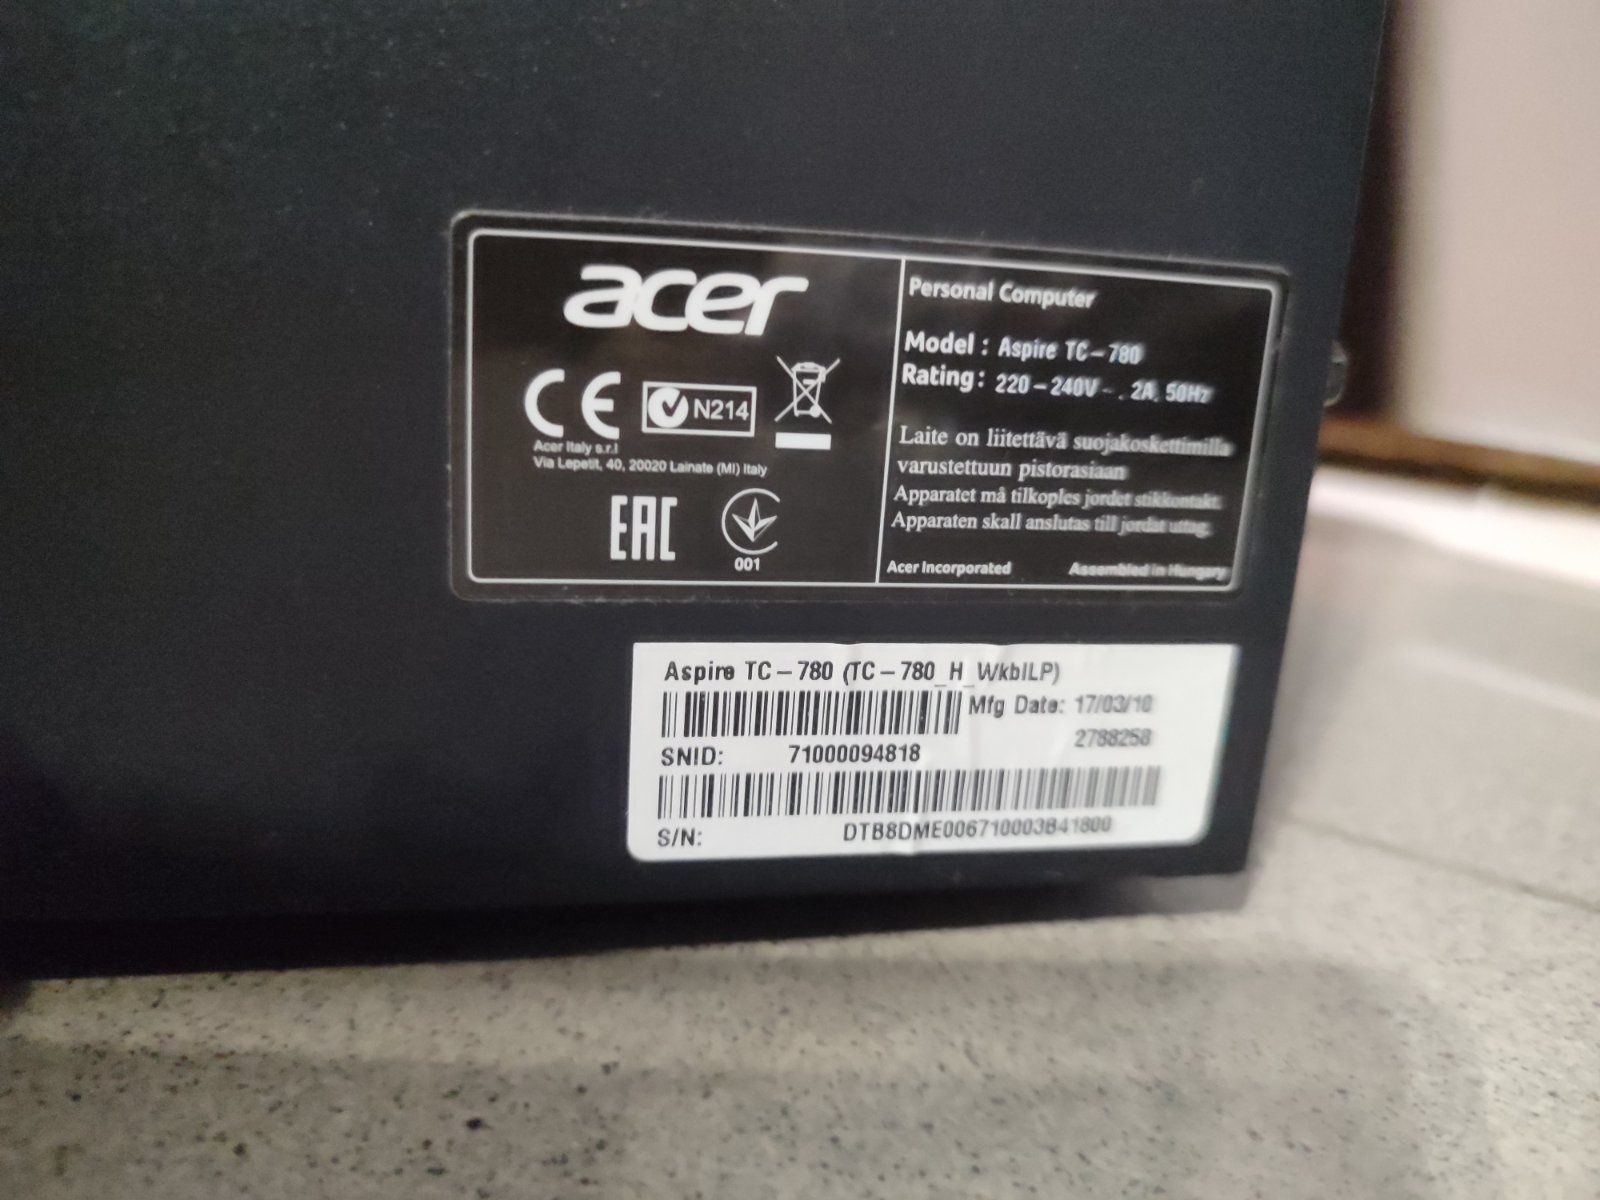 acer
CE
N214
Acer Italy s.r.l
Via Lepetit, 40, 20020 Lainate (MI) Italy
EAC
001
Personal Computer
Model : Aspire TC-780
Rating: 220-240V~, 2A, 50Hz
Laite on liitettävä suojakoskettimilla
varustettuun pistorasiaan
Apparatet må tilkoples jordet stikkontakt.
Apparaten skall anslutas till jordat uttag.
Acer Incorporated
Assembled in Hungary
Aspire TC-780 (TC-780_H_WkblLP)
Mfg Date: 17/03/10
2788258
SNID: 71000094818
S/N: DTB8DME006710003B41800